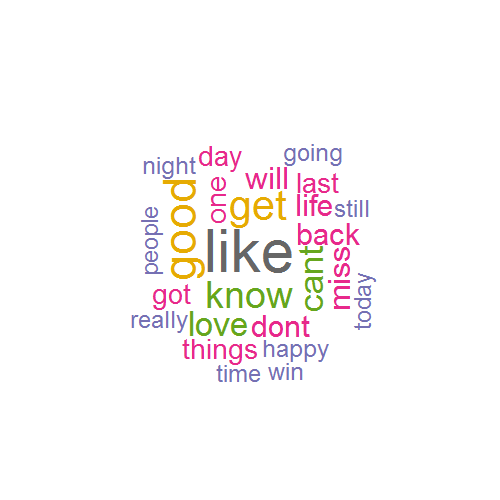 going
day
night
will
last
one
good
get
life
still
people
like
back
cant
miss
got
know
today
really
love
dont
things
happy
time
win